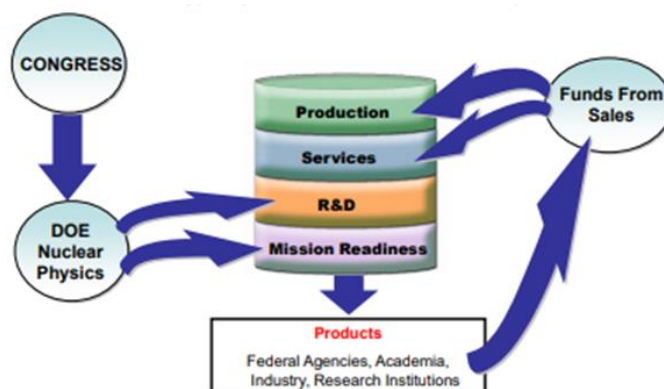 CONGRESS
Production
Funds From
Sales
Services
R&D
DOE
Nuclear
Physics
Mission Readiness
Products
Federal Agencies, Academia,
Industry, Research Institutions